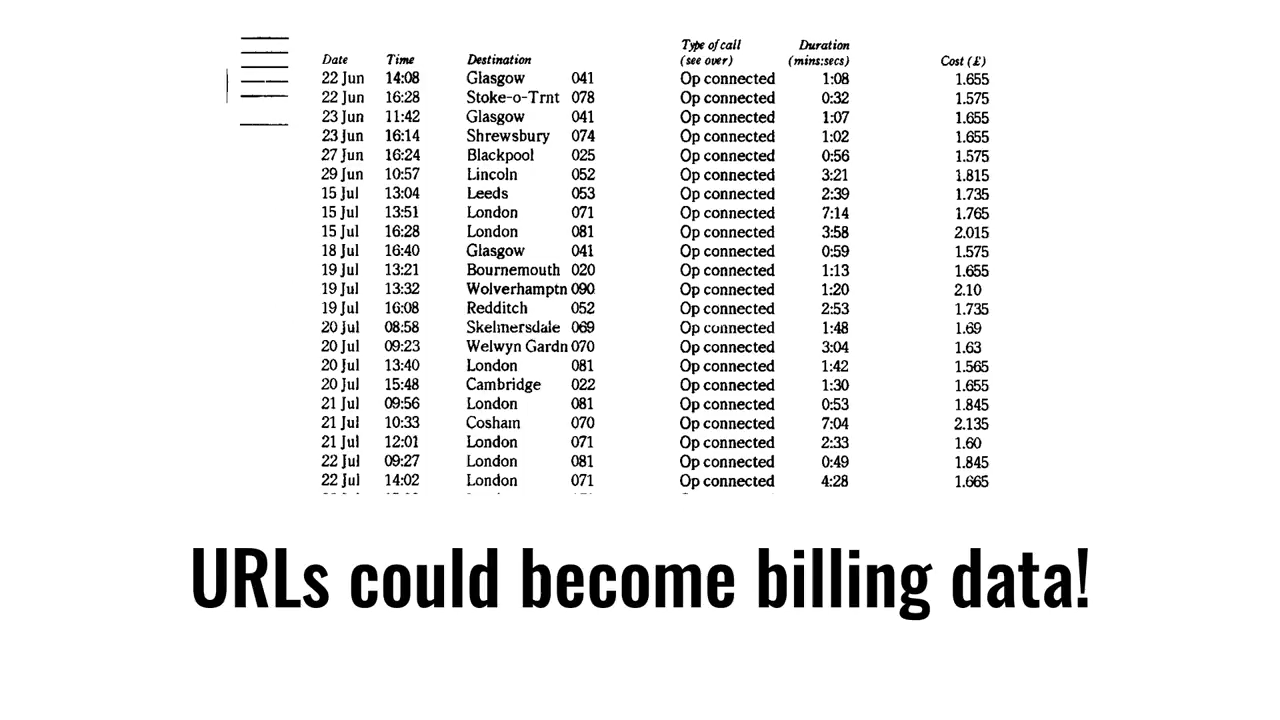 Type of call Duration
Date Time Destination (see over) (mins:secs) Cost (£)
22 Jun 14:08 Glasgow 041 Op connected 1:08 1.655
22 Jun 16:28 Stoke-o-Trnt 078 Op connected 0:32 1.575
23 Jun 11:42 Glasgow 041 Op connected 1:07 1.655
23 Jun 16:14 Shrewsbury 074 Op connected 1:02 1.655
27 Jun 16:24 Blackpool 025 Op connected 0:56 1.575
29 Jun 10:57 Lincoln 052 Op connected 3:21 1.815
15 Jul 13:04 Leeds 053 Op connected 2:39 1.735
15 Jul 13:51 London 071 Op connected 7:14 1.765
15 Jul 16:28 London 081 Op connected 3:58 2.015
18 Jul 16:40 Glasgow 041 Op connected 0:59 1.575
19 Jul 13:21 Bournemouth 020 Op connected 1:13 1.655
19 Jul 13:32 Wolverhamptn 090 Op connected 1:20 2.10
19 Jul 16:08 Redditch 052 Op connected 2:53 1.735
20 Jul 08:58 Skelmersdale 069 Op connected 1:48 1.69
20 Jul 09:23 Welwyn Gardn 070 Op connected 3:04 1.63
20 Jul 13:40 London 081 Op connected 1:42 1.565
20 Jul 15:48 Cambridge 022 Op connected 1:30 1.655
21 Jul 09:56 London 081 Op connected 0:53 1.845
21 Jul 10:33 Cosham 070 Op connected 7:04 2.135
21 Jul 12:01 London 071 Op connected 2:33 1.60
22 Jul 09:27 London 081 Op connected 0:49 1.845
22 Jul 14:02 London 071 Op connected 4:28 1.665
URLs could become billing data!